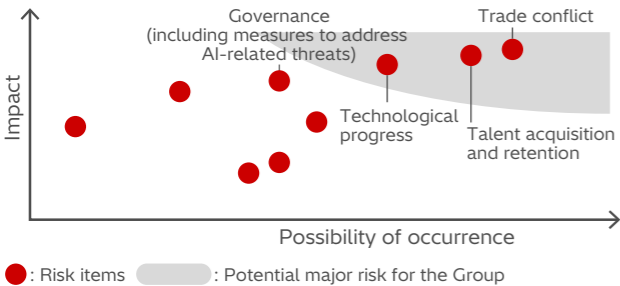 Governance
(including measures to address
AI-related threats)
Trade conflict
Impact
Technological
progress
Talent acquisition
and retention
Possibility of occurrence
: Risk items
: Potential major risk for the Group